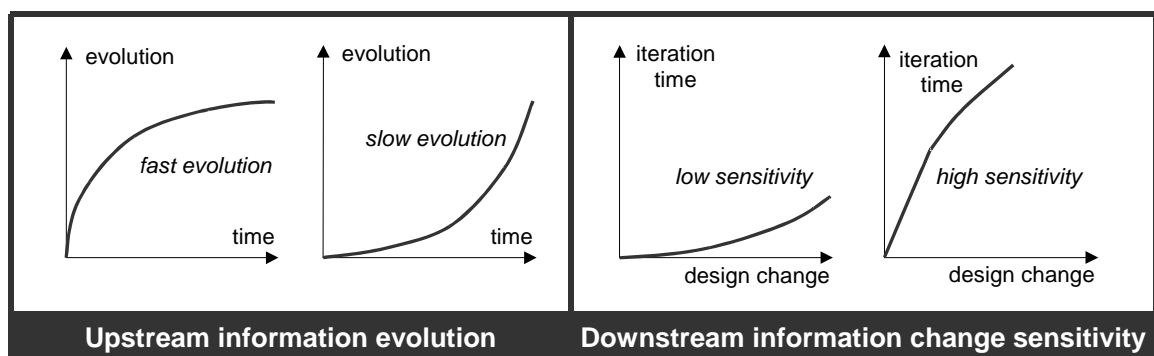 evolution
fast evolution
time
evolution
slow evolution
time
iteration
time
low sensitivity
design change
iteration
time
high sensitivity
design change
Upstream information evolution
Downstream information change sensitivity